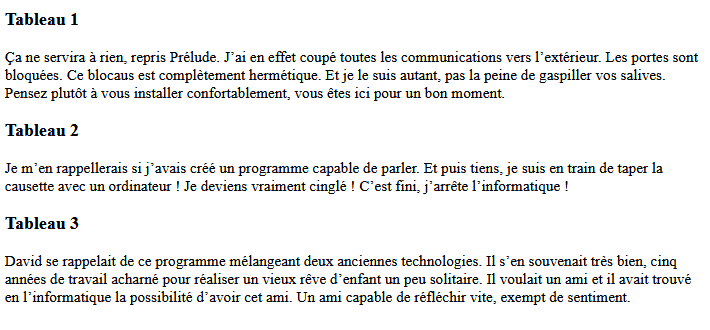 Tableau 1
Ça ne servira à rien, repris Prélude. J’ai en effet coupé toutes les communications vers l’extérieur. Les portes sont
bloquées. Ce blocaus est complètement hermétique. Et je le suis autant, pas la peine de gaspiller vos salives.
Pensez plutôt à vous installer confortablement, vous êtes ici pour un bon moment.
Tableau 2
Je m’en rappellerais si j’avais créé un programme capable de parler. Et puis tiens, je suis en train de taper la
causette avec un ordinateur ! Je deviens vraiment cinglé ! C’est fini, j’arrête l’informatique !
Tableau 3
David se rappelait de ce programme mélangeant deux anciennes technologies. Il s’en souvenait très bien, cinq
années de travail acharné pour réaliser un vieux rêve d’enfant un peu solitaire. Il voulait un ami et il avait trouvé
en l’informatique la possibilité d’avoir cet ami. Un ami capable de réfléchir vite, exempt de sentiment.